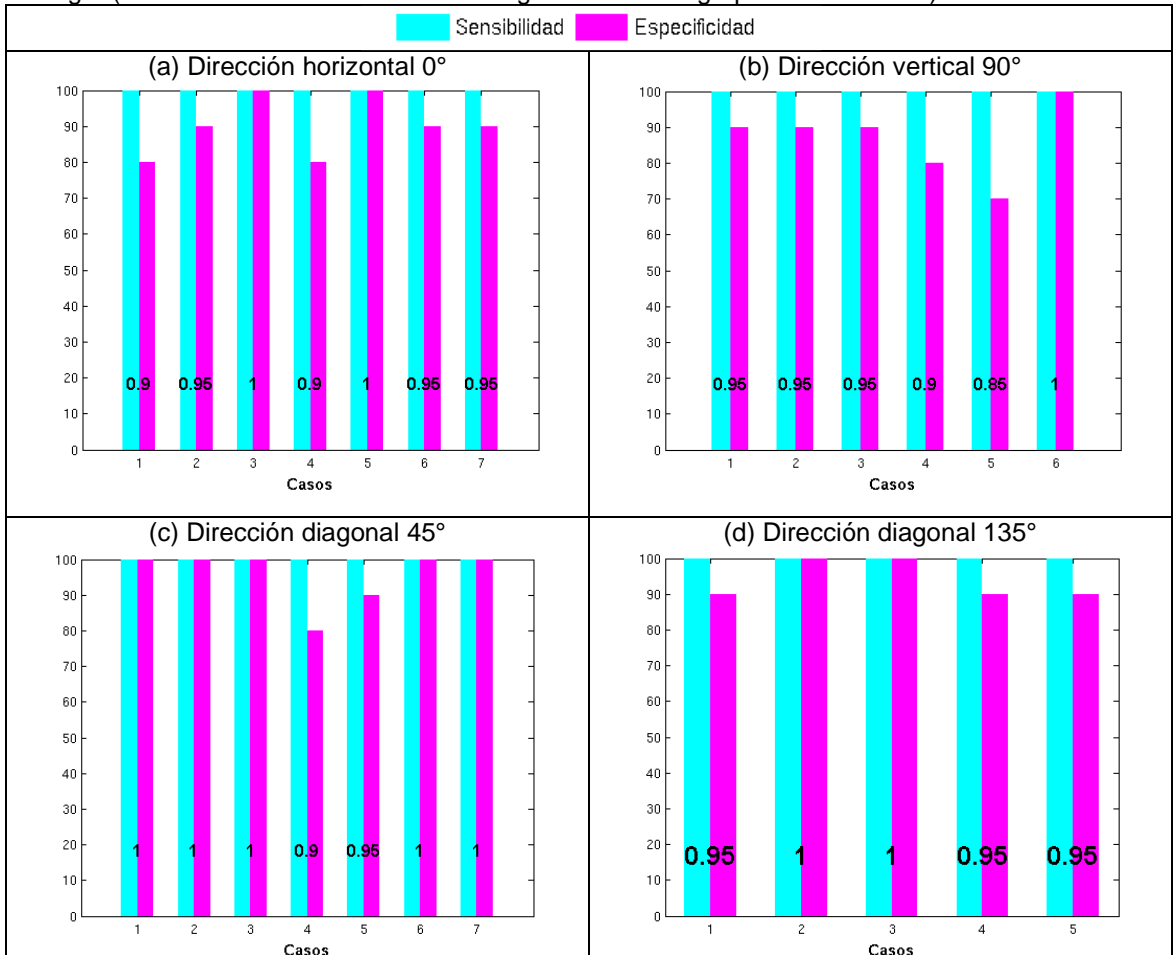 Sensibilidad Especificidad
(a) Dirección horizontal 0°
100
90
80
70
60
50
40
30
20
10
0
0.9 0.95 1 0.9 1 0.95 0.95
1 2 3 4 5 6 7
Casos
(b) Dirección vertical 90°
100
90
80
70
60
50
40
30
20
10
0
0.95 0.95 0.95 0.9 0.85 1
1 2 3 4 5 6
Casos
(c) Dirección diagonal 45°
100
90
80
70
60
50
40
30
20
10
0
1 1 1 0.9 0.95 1 1
1 2 3 4 5 6 7
Casos
(d) Dirección diagonal 135°
100
90
80
70
60
50
40
30
20
10
0
0.95 1 1 0.95 0.95
1 2 3 4 5
Casos